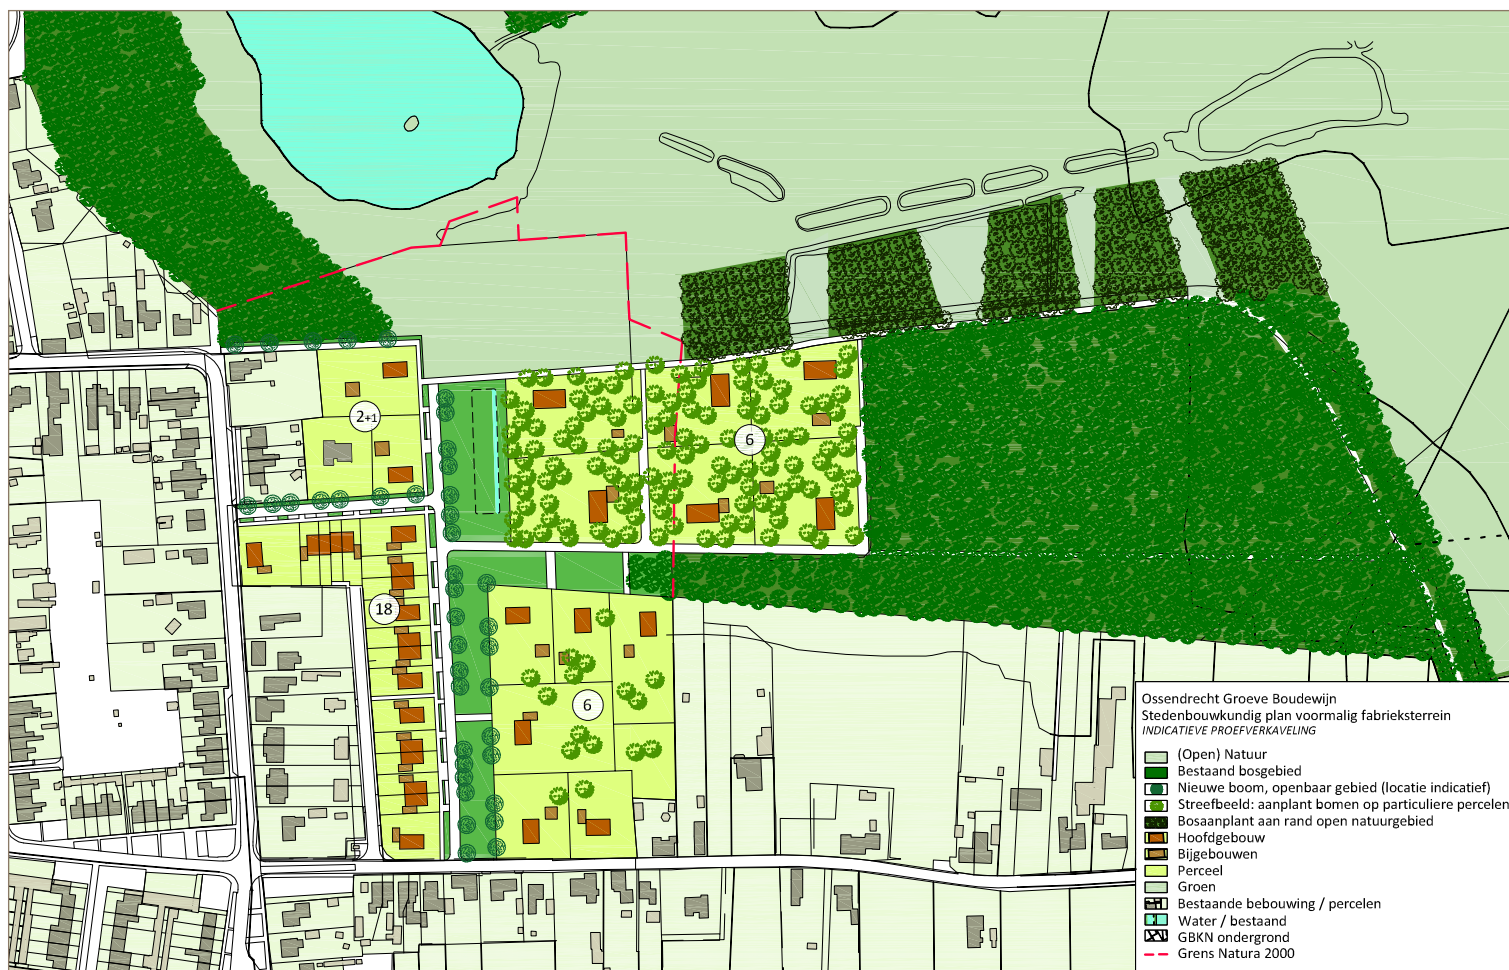 2+1
6
18
6
Ossendrecht Groeve Boudewijn
Stedenbouwkundig plan voormalig fabrieksterrein
INDICATIEVE PROEFVERKAVELING
(Open) Natuur
Bestaand bosgebied
Nieuwe boom, openbaar gebied (locatie indicatief)
Streefbeeld: aanplant bomen op particuliere percelen
Bosaanplant aan rand open natuurgebied
Hoofdgebouw
Bijgebouwen
Perceel
Groen
Bestaande bebouwing / percelen
Water / bestaand
GBKN ondergrond
Grens Natura 2000